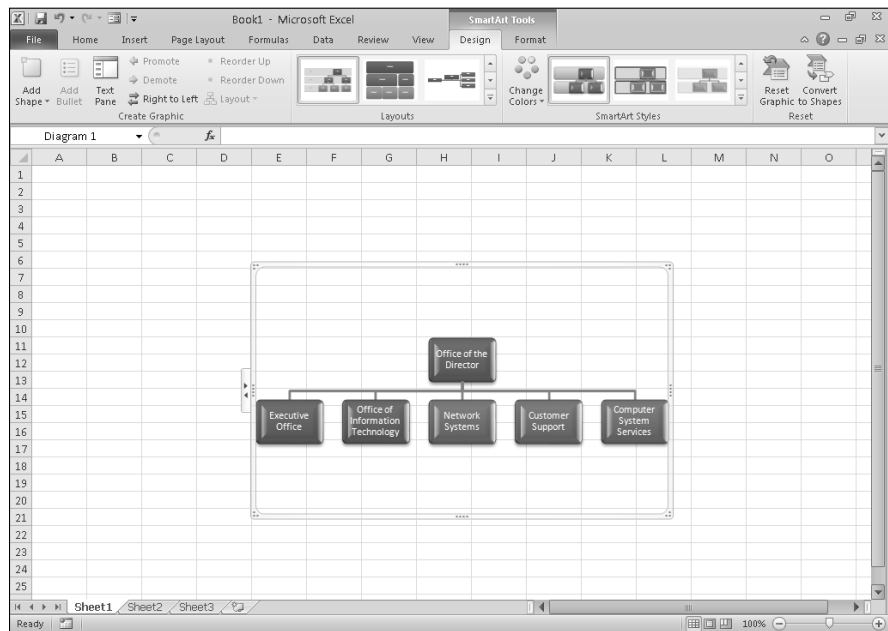 Book1 - Microsoft Excel
SmartArt Tools
File Home Insert Page Layout Formulas Data Review View Design Format
Add Shape
Add Bullet
Text Pane
Promote
Demote
Right to Left
Reorder Up
Reorder Down
Layout
Create Graphic
Layouts
Change Colors
SmartArt Styles
Reset Graphic
Convert to Shapes
Reset
Diagram 1
fx
A B C D E F G H I J K L M N O
1
2
3
4
5
6
7
8
9
10
11
12
13
14
15
16
17
18
19
20
21
22
23
24
25
Office of the
Director
Executive
Office
Office of
Information
Technology
Network
Systems
Customer
Support
Computer
System
Services
Sheet1 Sheet2 Sheet3
Ready
100%